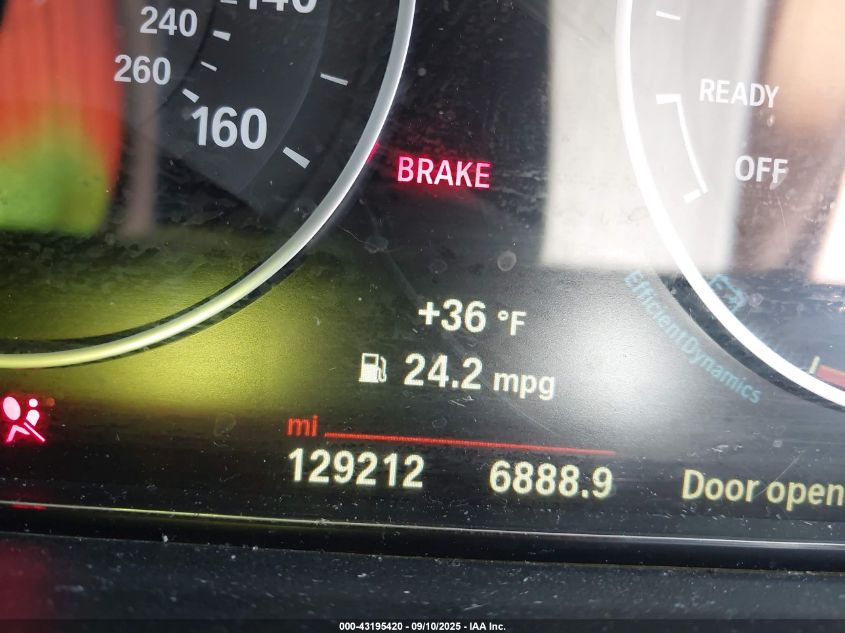 240
140
260
160
READY
BRAKE
OFF
+36 °F
EfficientDynamics
24.2 mpg
mi
129212 6888.9 Door open
000-43195420 - 09/10/2025 - IAA Inc.